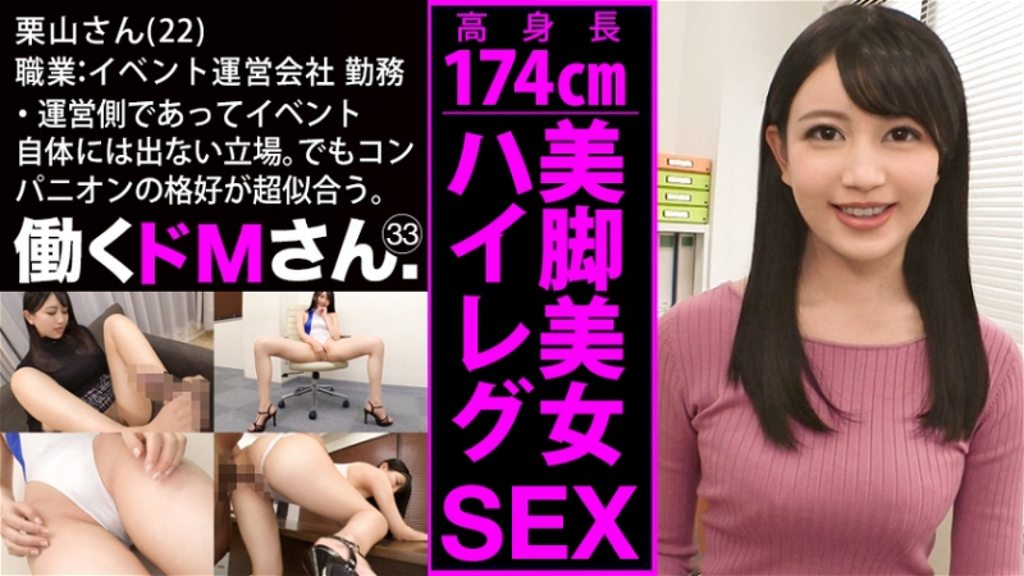 栗山さん(22)
職業:イベント運営会社 勤務
・運営側であってイベント
自体には出ない立場。でもコン
パニオンの格好が超似合う。
働くドMさん.㉝
高身長
174cm
美脚美女
ハイレグ
SEX